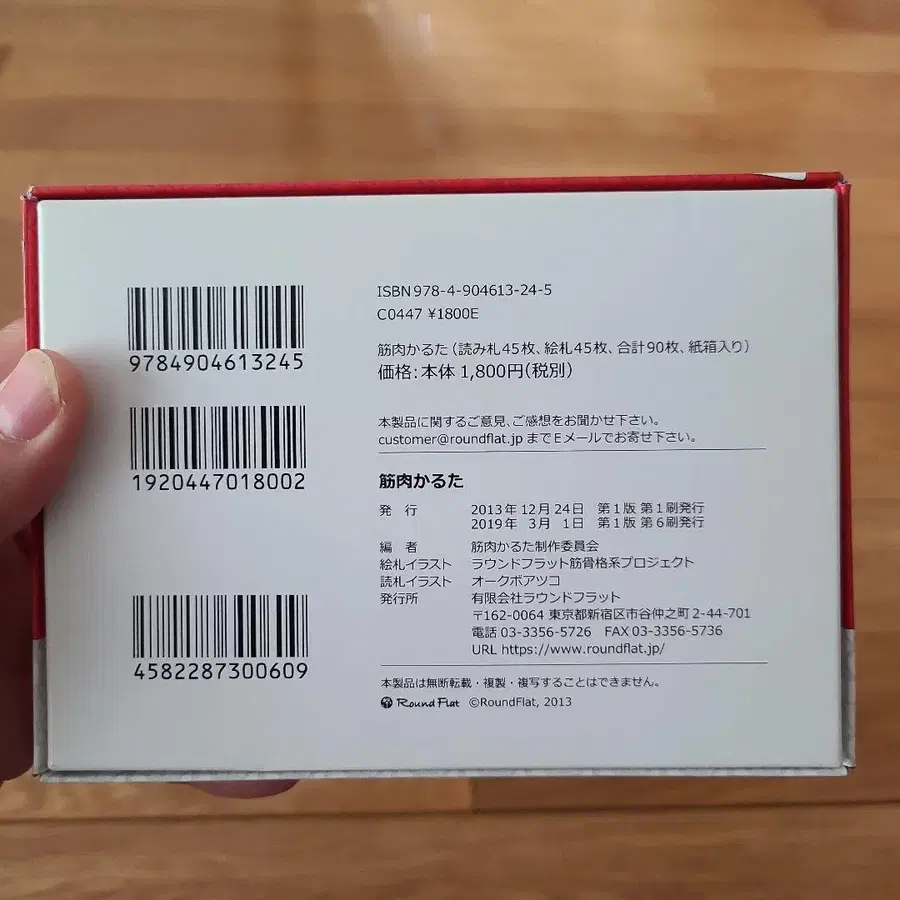 9784904613245
1920447018002
4582287300609
ISBN978-4-904613-24-5
C0447 ¥1800E
筋肉かるた（読み札45枚、絵札45枚、合計90枚、紙箱入り）
価格：本体 1,800円（税別）
本製品に関するご意見、ご感想をお聞かせ下さい。
customer@roundflat.jp までEメールでお寄せ下さい。
筋肉かるた
発 行 2013年 12月 24日 第1版 第1刷発行
2019年 3月 1日 第1版 第6刷発行
編 者 筋肉かるた制作委員会
絵札イラスト ラウンドフラット筋骨格系プロジェクト
読札イラスト オークボアツコ
発行所 有限会社ラウンドフラット
〒162-0064 東京都新宿区市谷仲之町 2-44-701
電話 03-3356-5726 FAX 03-3356-5736
URL https://www.roundflat.jp/
本製品は無断転載・複製・複写することはできません。
Round Flat ©RoundFlat, 2013